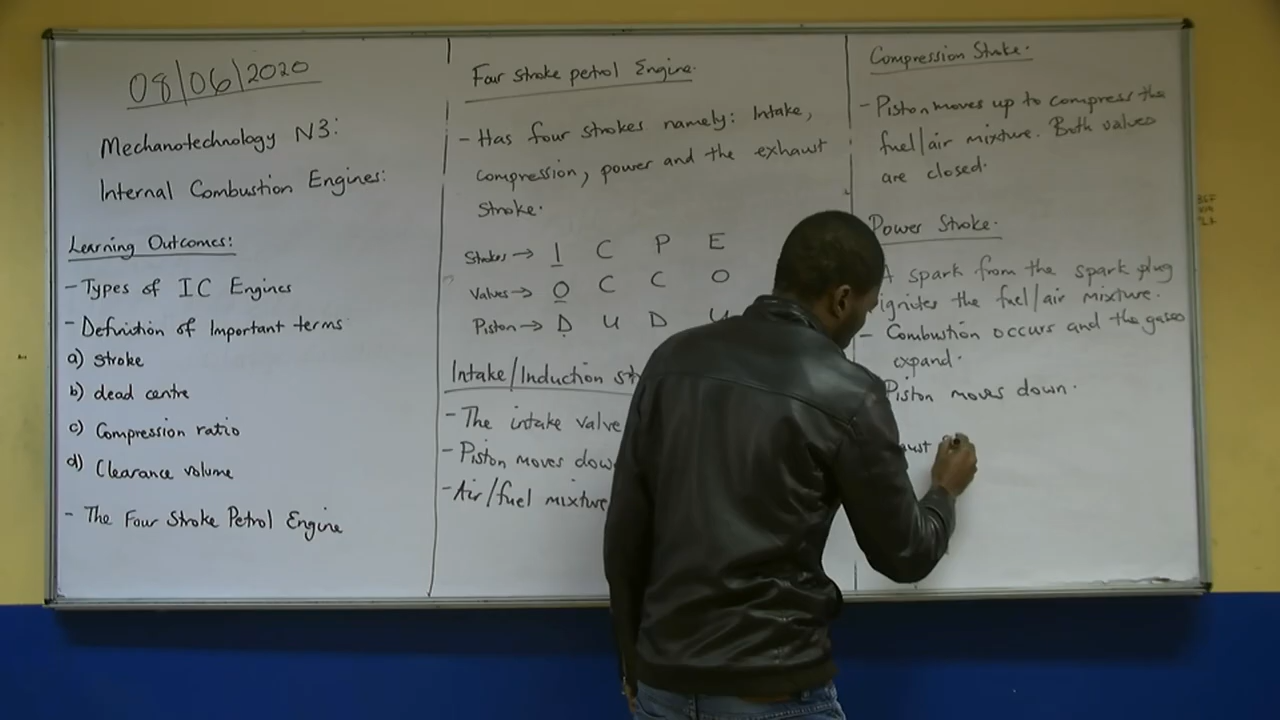 08/06/2020
Mechanotechnology N3:
Internal Combustion Engines:
Learning Outcomes:
- Types of IC Engines
- Definition of Important terms
a) stroke
b) dead centre
c) Compression ratio
d) Clearance volume
- The Four Stroke Petrol Engine
Four stroke petrol Engine.
- Has four strokes namely: Intake,
compression, power and the exhaust
stroke.
Strokes → I C P E
Valves → O C C O
Piston → D U D U
Intake/Induction
- The intake valve
- Piston moves
- Air/fuel mixture
Compression Stroke.
- Piston moves up to compress the
fuel/air mixture. Both valves
are closed.
Power Stroke.
A spark from the spark plug
ignites the fuel/air mixture.
- Combustion occurs and the gases
expand.
Piston moves down.